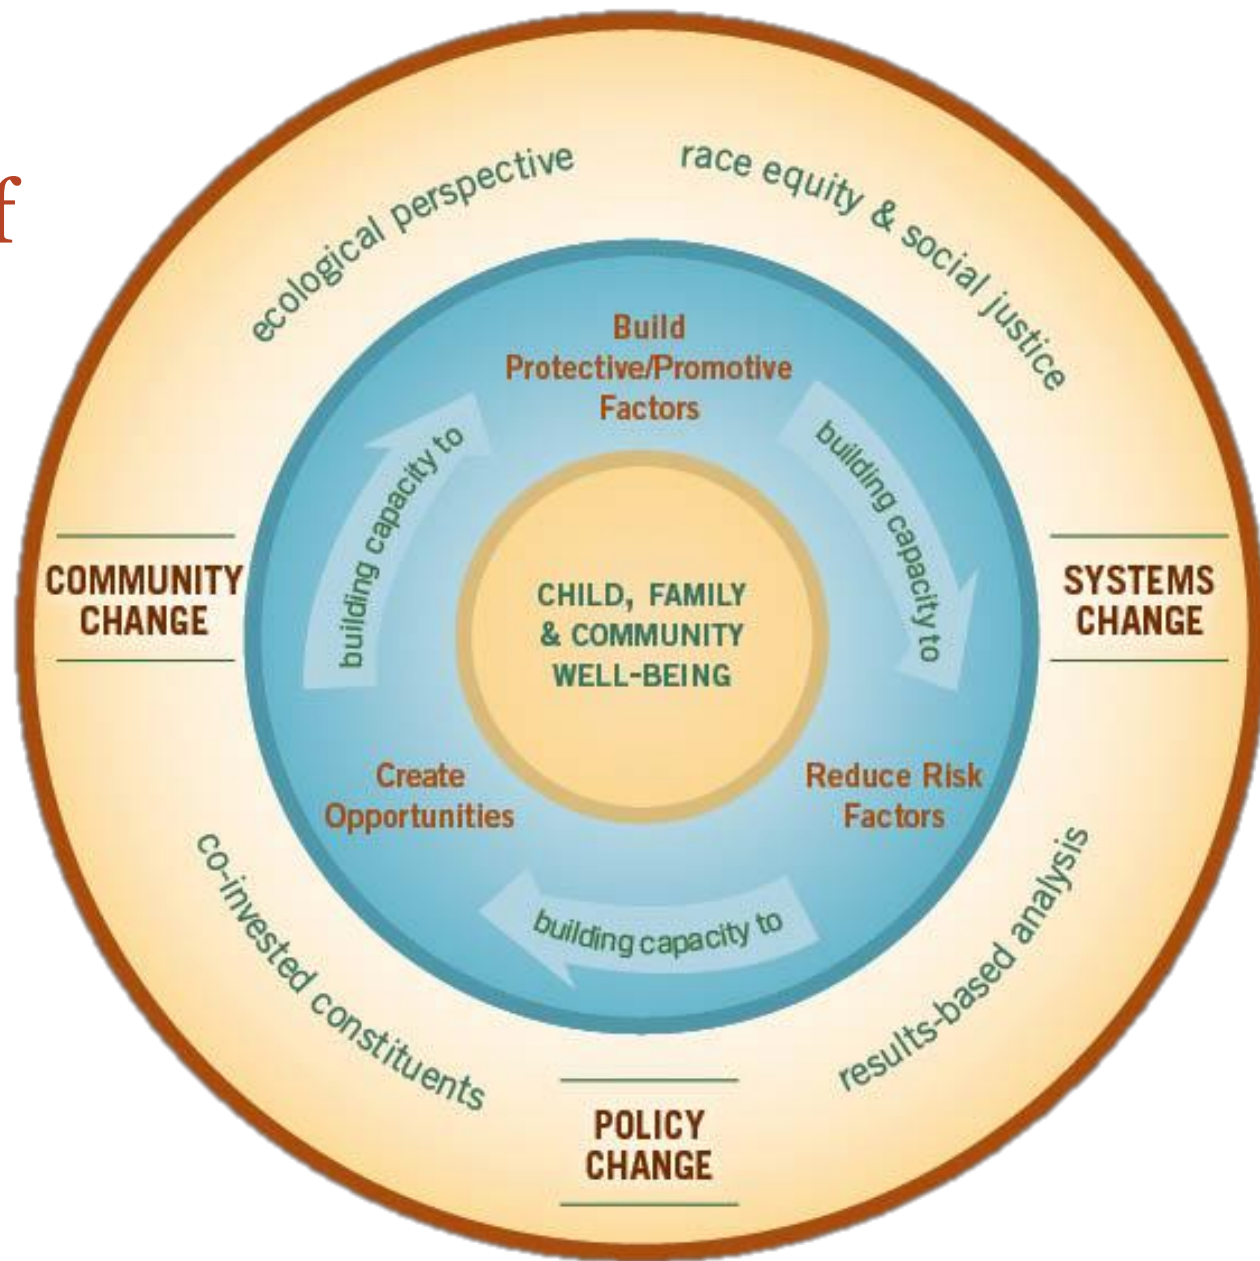 f
ecological perspective
race equity & social justice
Build
Protective/Promotive
Factors
building capacity to
building capacity to
COMMUNITY
CHANGE
CHILD, FAMILY
& COMMUNITY
WELL-BEING
SYSTEMS
CHANGE
Create
Opportunities
Reduce Risk
Factors
building capacity to
co-invested constituents
results-based analysis
POLICY
CHANGE